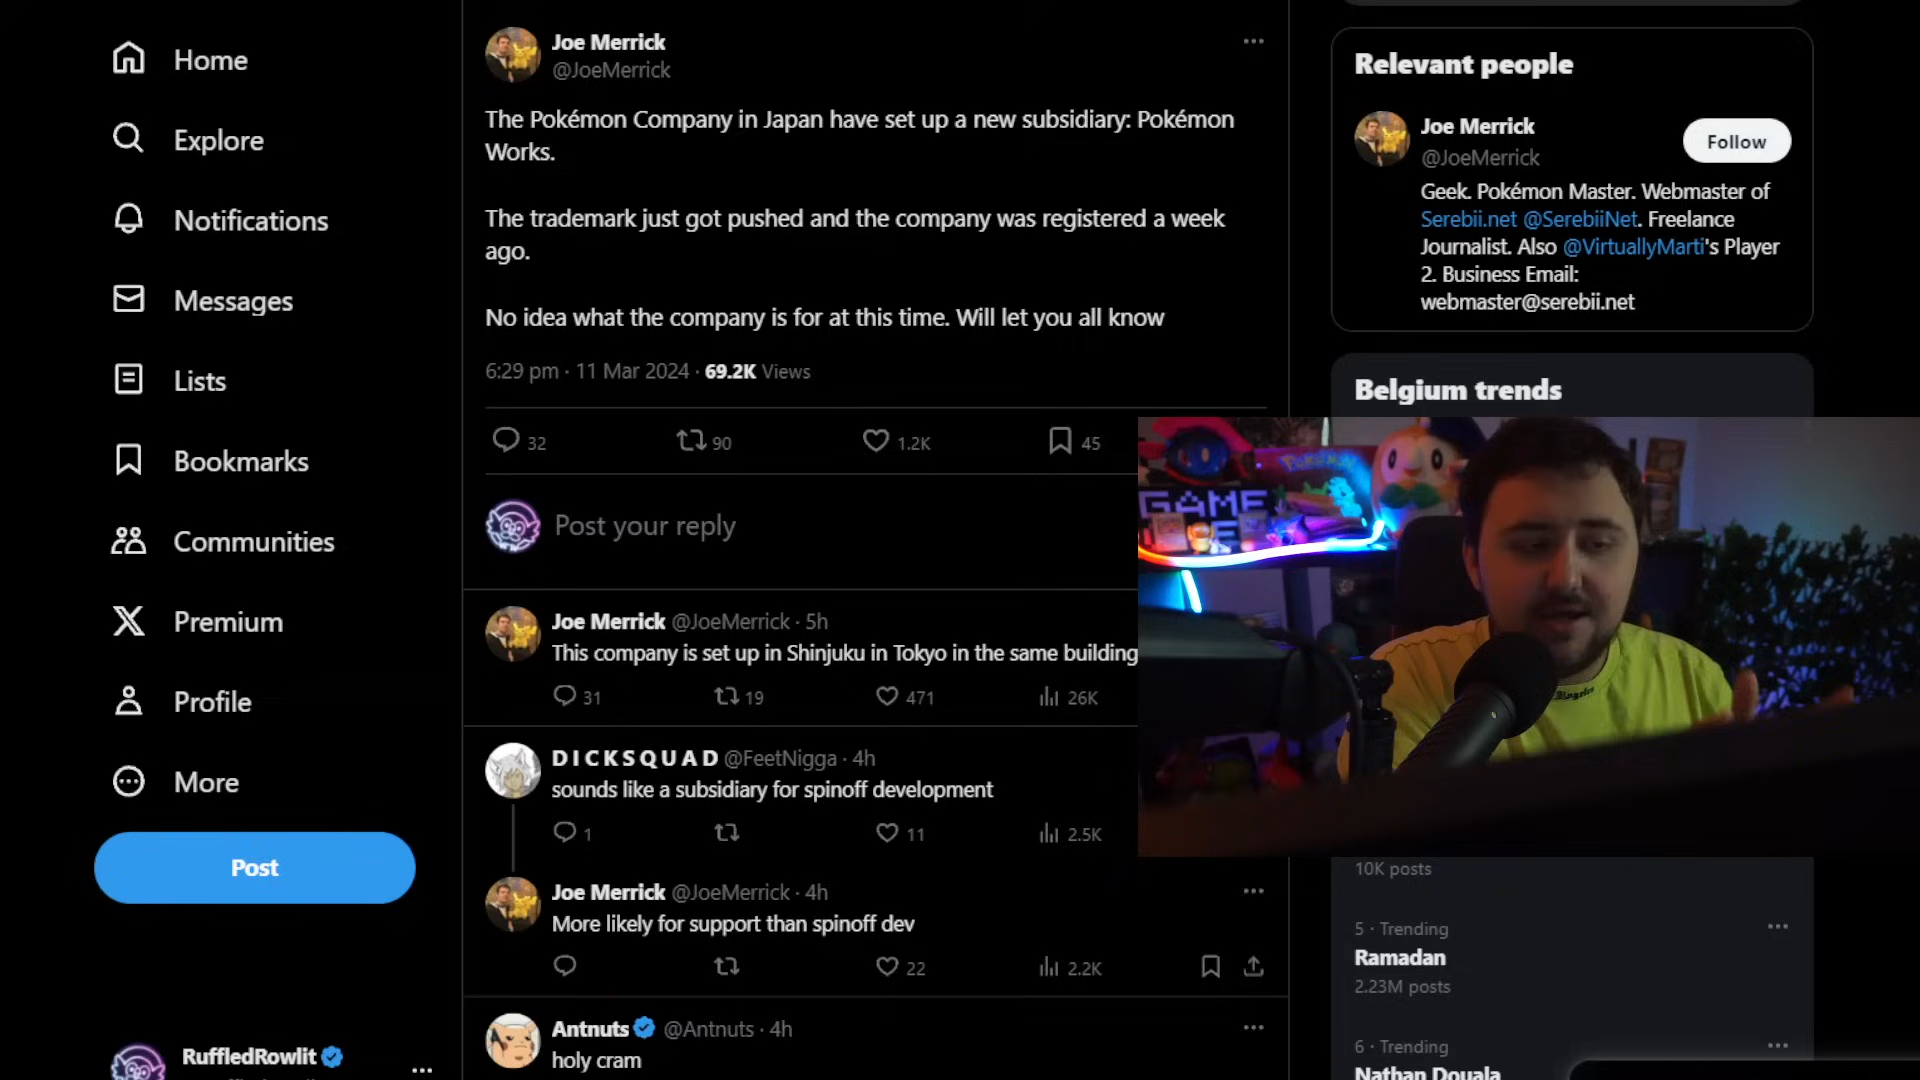 Home
Explore
Notifications
Messages
Lists
Bookmarks
Communities
Premium
Profile
More
Post
RuffledRowlit
Joe Merrick
@JoeMerrick
The Pokémon Company in Japan have set up a new subsidiary: Pokémon
Works.
The trademark just got pushed and the company was registered a week
ago.
No idea what the company is for at this time. Will let you all know
6:29 pm · 11 Mar 2024 · 69.2K Views
32 90 1.2K 45
Post your reply
Joe Merrick @JoeMerrick · 5h
This company is set up in Shinjuku in Tokyo in the same building
31 19 471 26K
D I C K S Q U A D @FeetNigga · 4h
sounds like a subsidiary for spinoff development
1 11 2.5K
Joe Merrick @JoeMerrick · 4h
More likely for support than spinoff dev
22 2.2K
Antnuts @Antnuts · 4h
holy cram
Relevant people
Joe Merrick
@JoeMerrick
Follow
Geek. Pokémon Master. Webmaster of
Serebii.net @SerebiiNet. Freelance
Journalist. Also @VirtuallyMarti's Player
2. Business Email:
webmaster@serebii.net
Belgium trends
POKÉMON
GAME
10K posts
5 · Trending
Ramadan
2.23M posts
6 · Trending
Nathan Douala